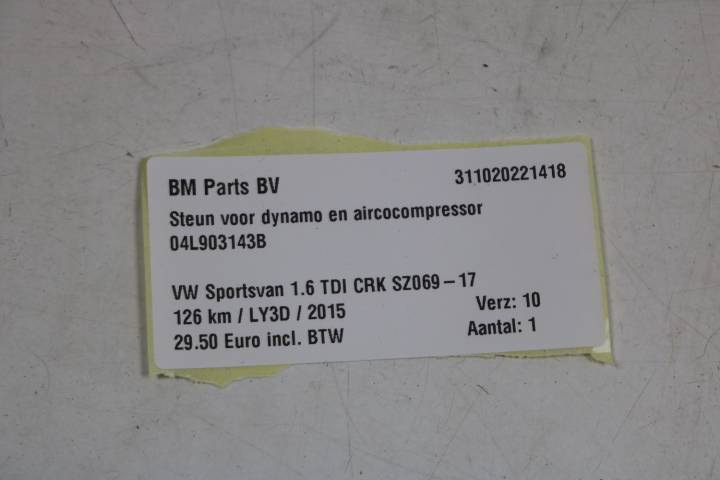 BM Parts BV 311020221418
Steun voor dynamo en aircocompressor
04L903143B
VW Sportsvan 1.6 TDI CRK SZ069-17
126 km / LY3D / 2015 Verz: 10
29.50 Euro incl. BTW Aantal: 1